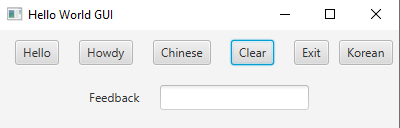 Hello World GUI
Hello Howdy Chinese Clear Exit Korean
Feedback